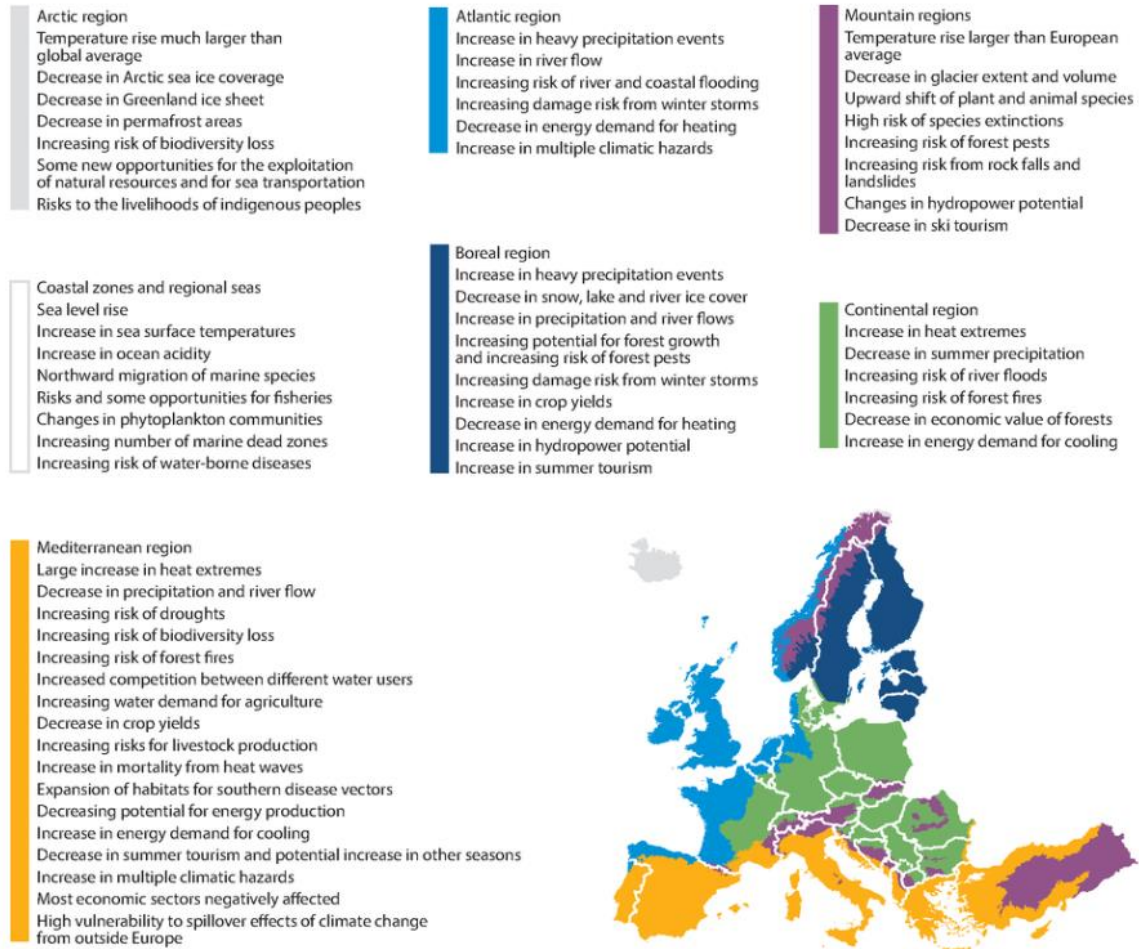 Arctic region
Temperature rise much larger than
global average
Decrease in Arctic sea ice coverage
Decrease in Greenland ice sheet
Decrease in permafrost areas
Increasing risk of biodiversity loss
Some new opportunities for the exploitation
of natural resources and for sea transportation
Risks to the livelihoods of indigenous peoples
Atlantic region
Increase in heavy precipitation events
Increase in river flow
Increasing risk of river and coastal flooding
Increasing damage risk from winter storms
Decrease in energy demand for heating
Increase in multiple climatic hazards
Mountain regions
Temperature rise larger than European
average
Decrease in glacier extent and volume
Upward shift of plant and animal species
High risk of species extinctions
Increasing risk of forest pests
Increasing risk from rock falls and
landslides
Changes in hydropower potential
Decrease in ski tourism
Coastal zones and regional seas
Sea level rise
Increase in sea surface temperatures
Increase in ocean acidity
Northward migration of marine species
Risks and some opportunities for fisheries
Changes in phytoplankton communities
Increasing number of marine dead zones
Increasing risk of water-borne diseases
Boreal region
Increase in heavy precipitation events
Decrease in snow, lake and river ice cover
Increase in precipitation and river flows
Increasing potential for forest growth
and increasing risk of forest pests
Increasing damage risk from winter storms
Increase in crop yields
Decrease in energy demand for heating
Increase in hydropower potential
Increase in summer tourism
Continental region
Increase in heat extremes
Decrease in summer precipitation
Increasing risk of river floods
Increasing risk of forest fires
Decrease in economic value of forests
Increase in energy demand for cooling
Mediterranean region
Large increase in heat extremes
Decrease in precipitation and river flow
Increasing risk of droughts
Increasing risk of biodiversity loss
Increasing risk of forest fires
Increased competition between different water users
Increasing water demand for agriculture
Decrease in crop yields
Increasing risks for livestock production
Increase in mortality from heat waves
Expansion of habitats for southern disease vectors
Decreasing potential for energy production
Increase in energy demand for cooling
Decrease in summer tourism and potential increase in other seasons
Increase in multiple climatic hazards
Most economic sectors negatively affected
High vulnerability to spillover effects of climate change
from outside Europe